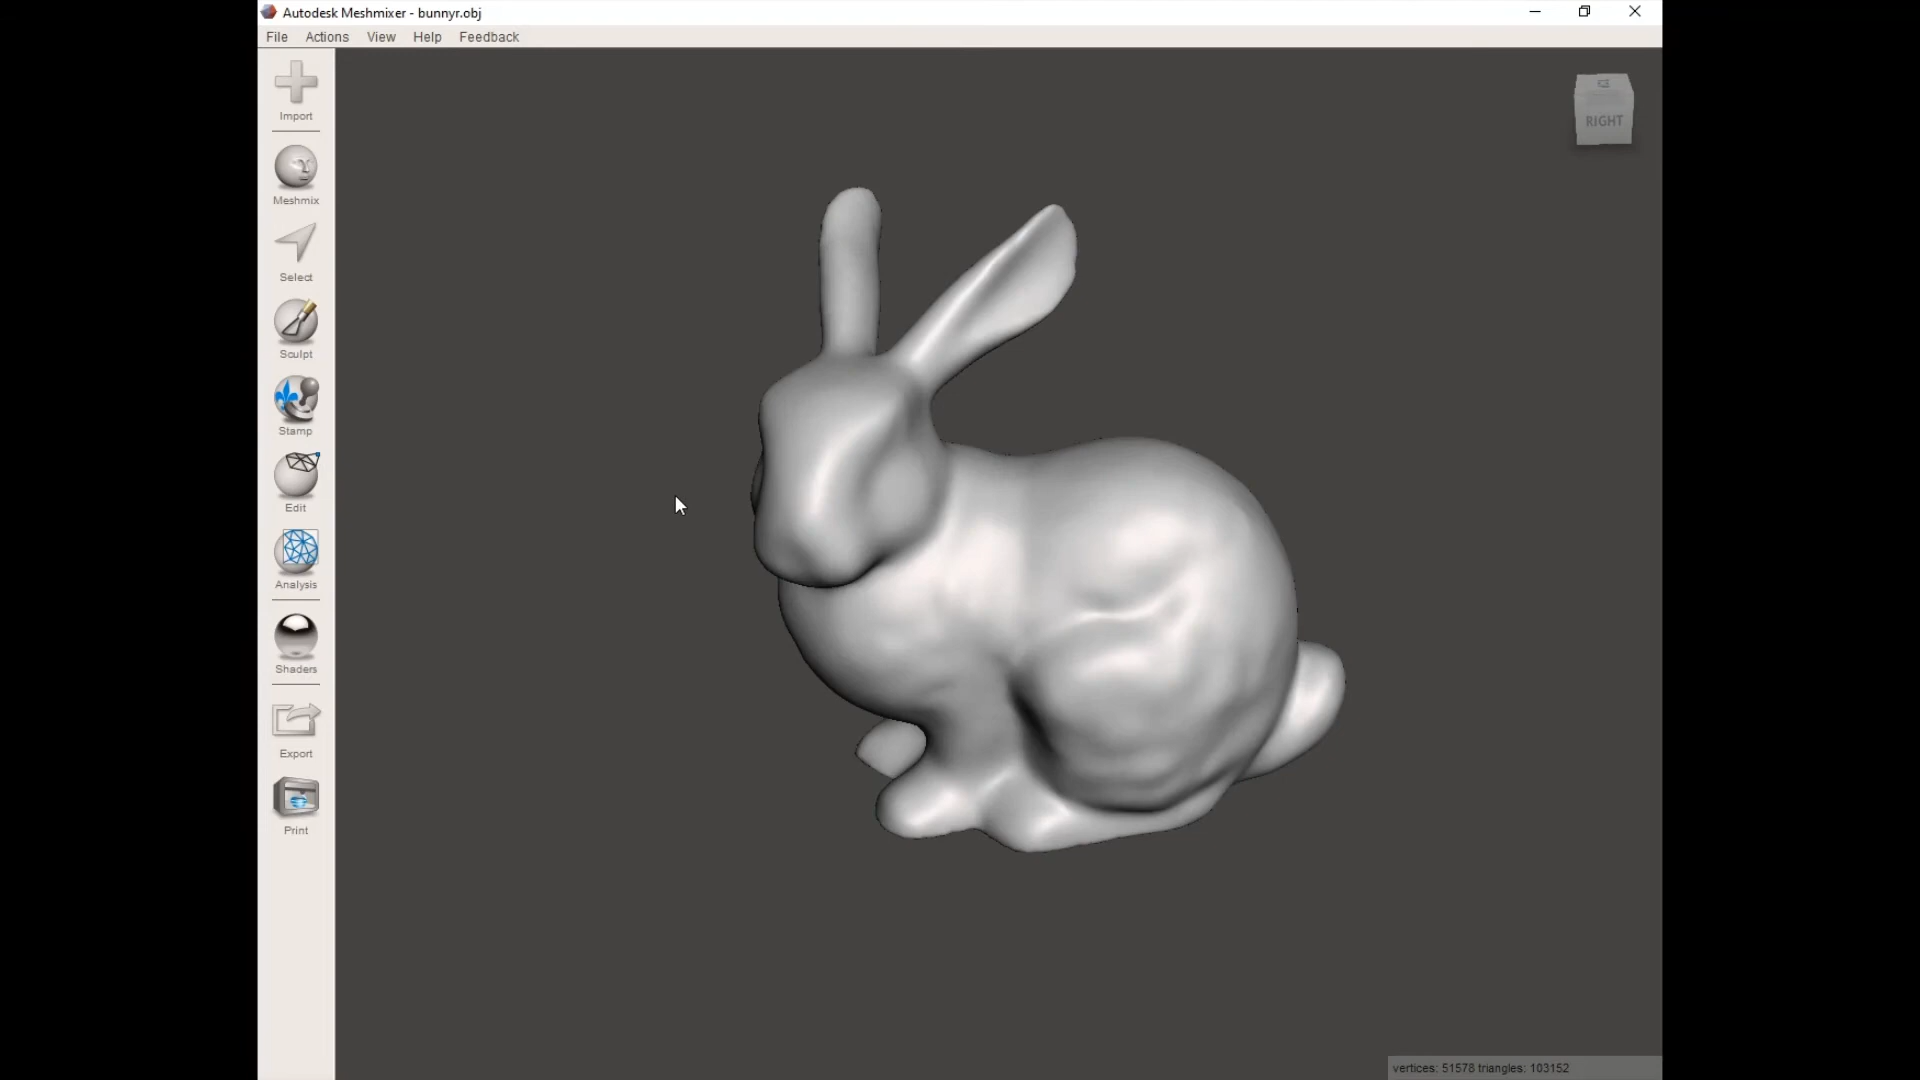 Autodesk Meshmixer - bunnyr.obj
File Actions View Help Feedback
Import
Meshmix
Select
Sculpt
Stamp
Edit
Analysis
Shaders
Export
Print
RIGHT
vertices: 51578 triangles: 103152